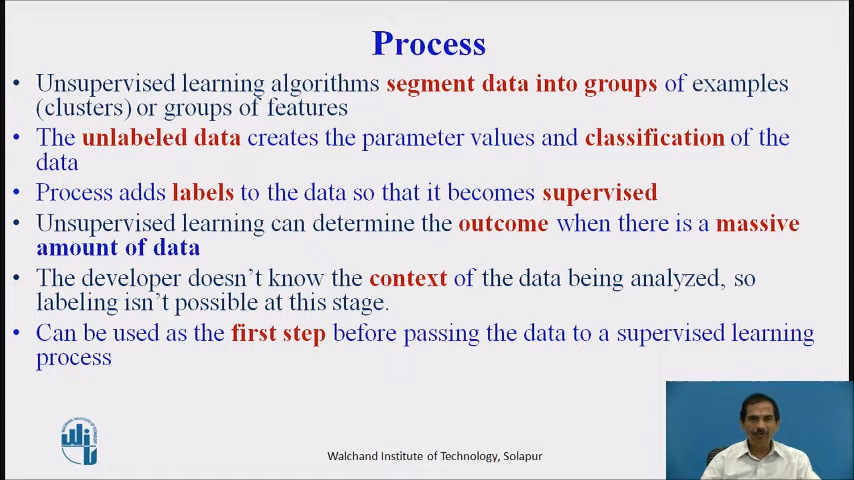 Process
• Unsupervised learning algorithms segment data into groups of examples
(clusters) or groups of features
• The unlabeled data creates the parameter values and classification of the
data
• Process adds labels to the data so that it becomes supervised
• Unsupervised learning can determine the outcome when there is a massive
amount of data
• The developer doesn't know the context of the data being analyzed, so
labeling isn't possible at this stage.
• Can be used as the first step before passing the data to a supervised learning
process
Walchand Institute of Technology, Solapur